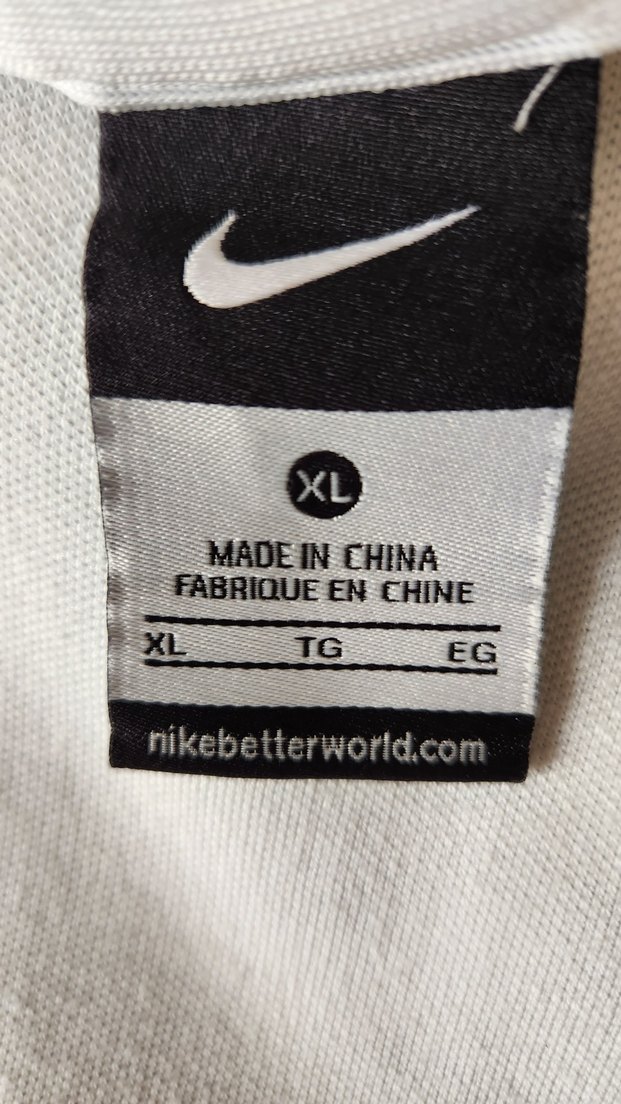 XL
MADE IN CHINA
FABRIQUE EN CHINE
XL TG EG
nikebetterworld.com